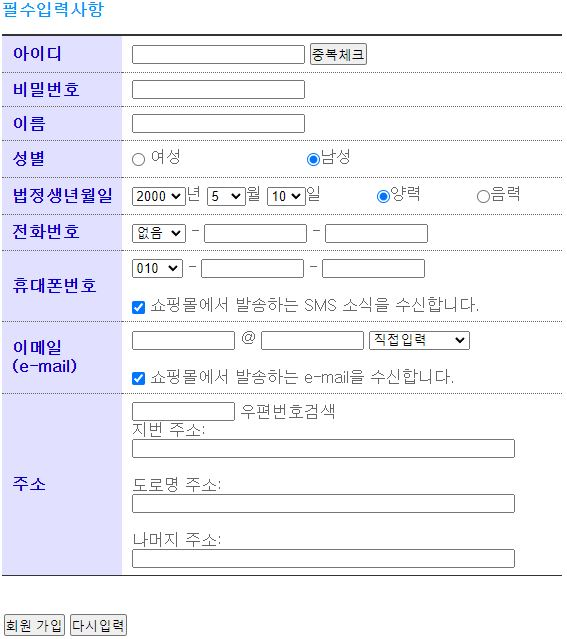 필수입력사항
아이디 중복체크
비밀번호
이름
성별 여성 남성
법정생년월일 2000 년 5 월 10 일 양력 음력
전화번호 없음 - -
휴대폰번호 010 - -
쇼핑몰에서 발송하는 SMS 소식을 수신합니다.
이메일
(e-mail) @ 직접입력
쇼핑몰에서 발송하는 e-mail을 수신합니다.
주소 우편번호검색
지번 주소:
도로명 주소:
나머지 주소:
회원 가입 다시입력